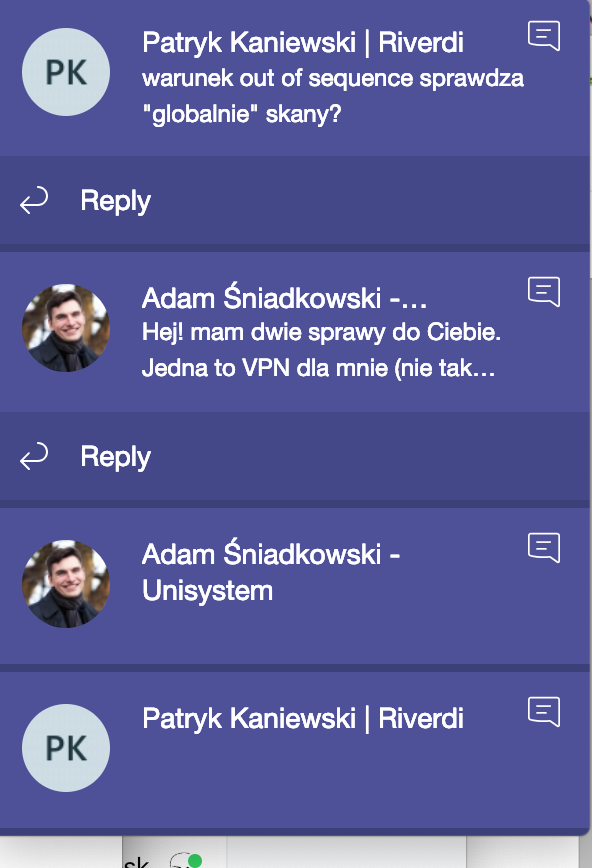 PK
Patryk Kaniewski | Riverdi
warunek out of sequence sprawdza
"globalnie" skany?
Reply
Adam Śniadkowski -...
Hej! mam dwie sprawy do Ciebie.
Jedna to VPN dla mnie (nie tak...
Reply
Adam Śniadkowski -
Unisystem
PK
Patryk Kaniewski | Riverdi
sk